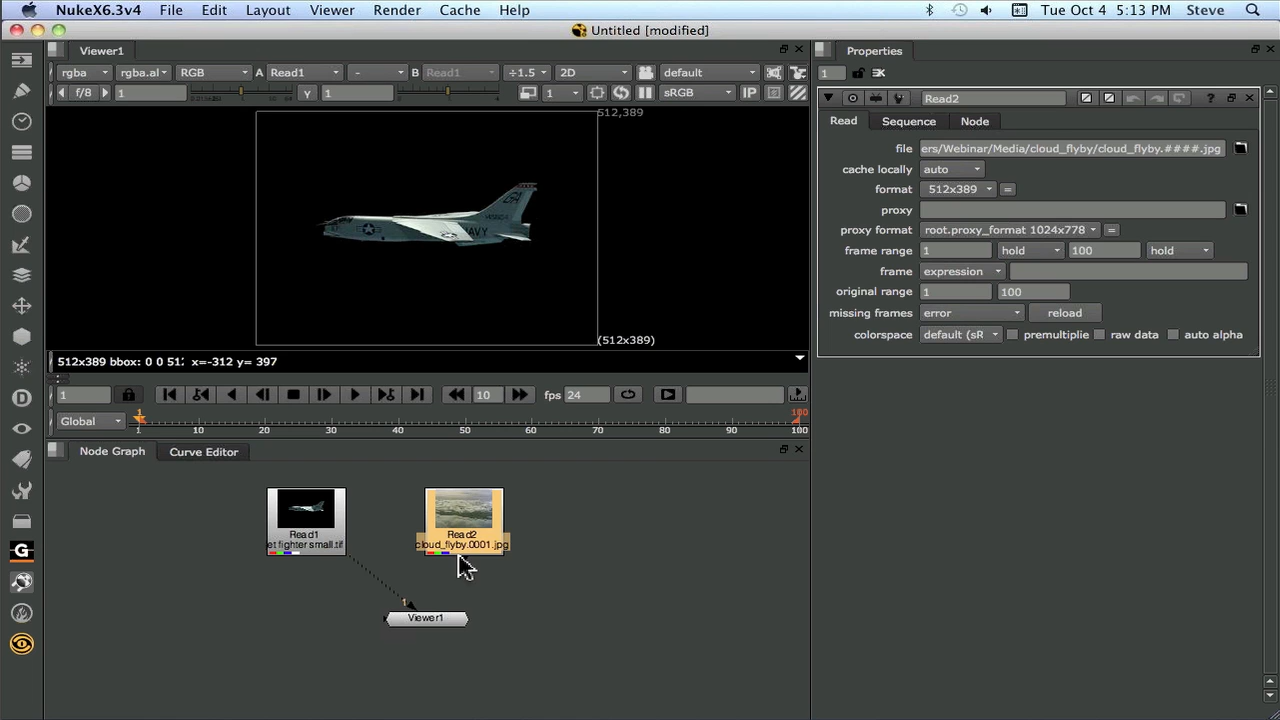 NukeX6.3v4 File Edit Layout Viewer Render Cache Help Tue Oct 4 5:13 PM Steve
Untitled [modified]
Viewer1
rgba rgba.al RGB A Read1 - B Read1 ÷1.5 2D default
f/8 1 γ 1 1 sRGB IP
512,389
NAVY
(512x389)
512x389 bbox: 0 0 512 x=-312 y= 397
1 10 fps 24
Global 1 1 10 20 30 40 50 60 70 80 90 100 100
Node Graph Curve Editor
Read1
et fighter small.tif
Read2
cloud_flyby.0001.jpg
1
Viewer1
Properties
1
Read2 ?
Read Sequence Node
file ers/Webinar/Media/cloud_flyby/cloud_flyby.####.jpg
cache locally auto
format 512x389 =
proxy
proxy format root.proxy_format 1024x778 =
frame range 1 hold 100 hold
frame expression
original range 1 100
missing frames error reload
colorspace default (sR premultiplie raw data auto alpha
D
G